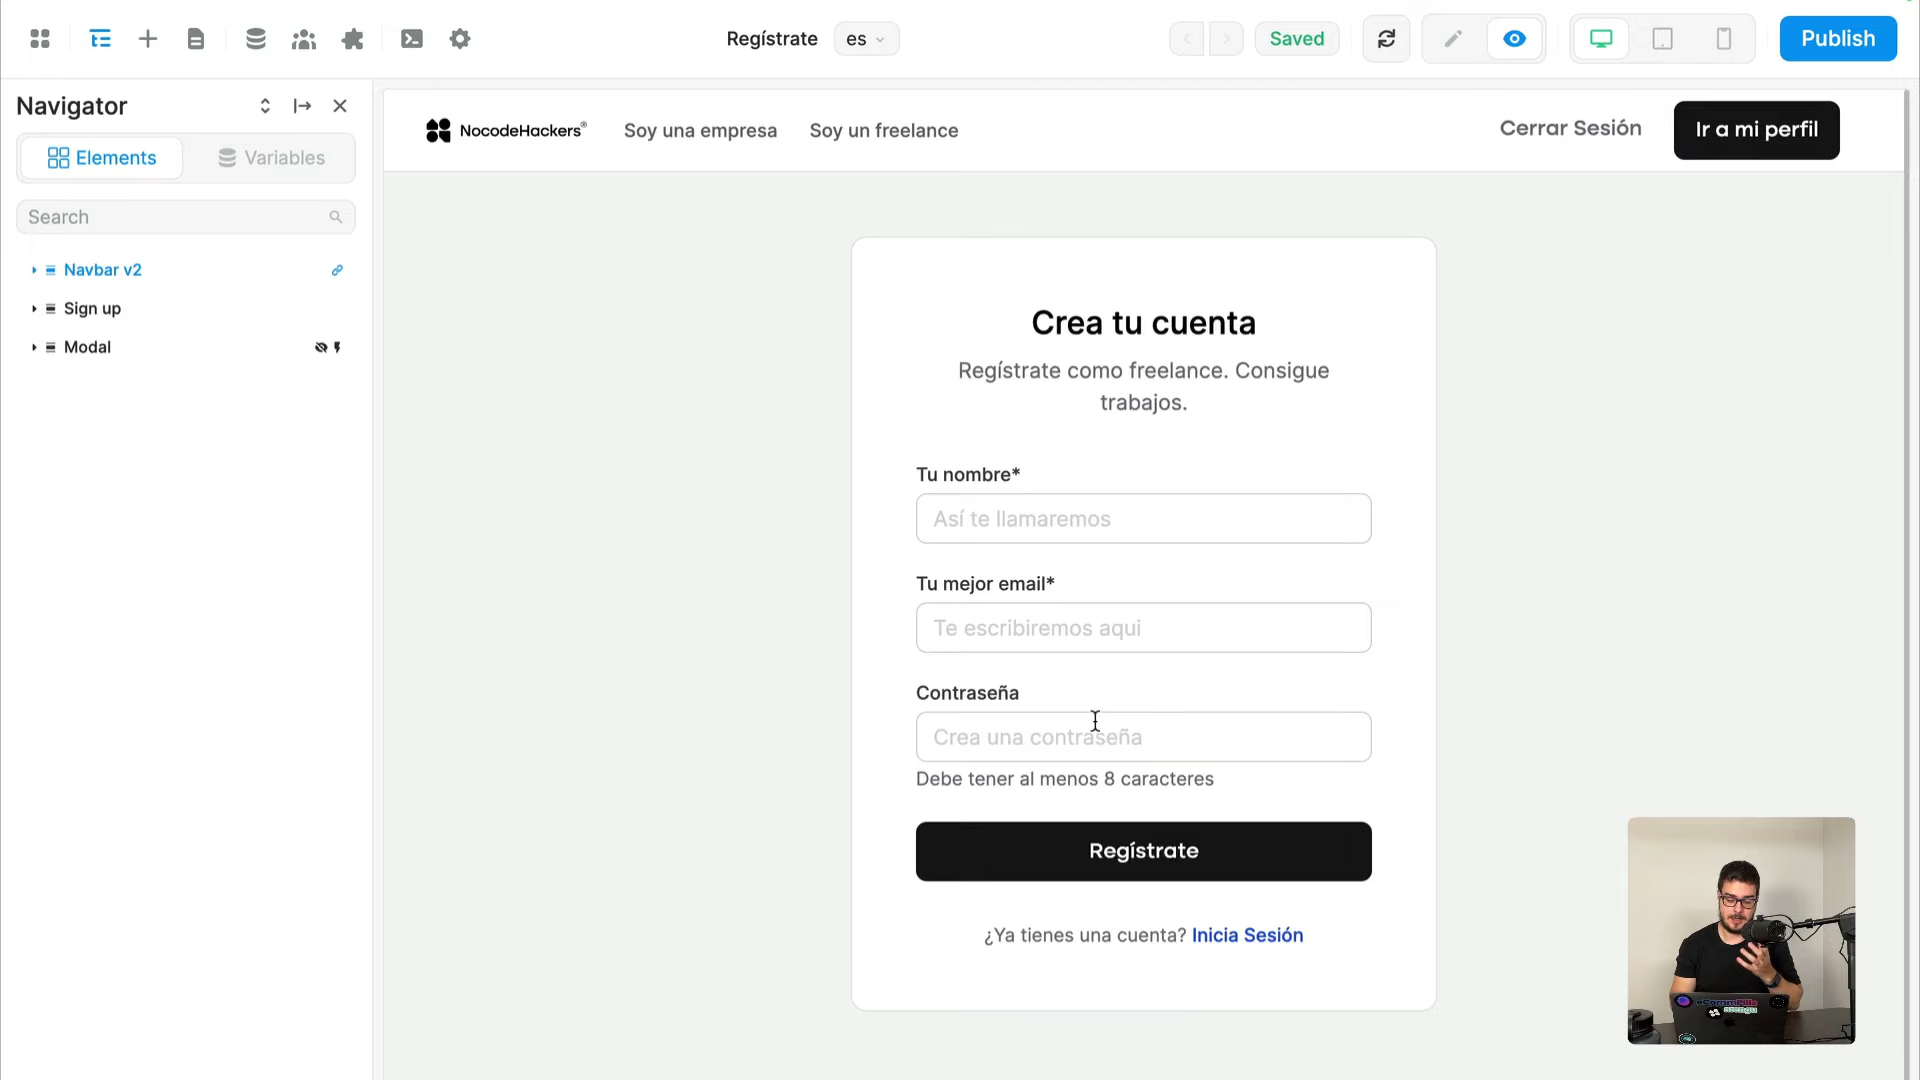 Regístrate
es
Saved
Publish
Navigator
Elements
Variables
Search
Navbar v2
Sign up
Modal
NocodeHackers®
Soy una empresa
Soy un freelance
Cerrar Sesión
Ir a mi perfil
Crea tu cuenta
Regístrate como freelance. Consigue
trabajos.
Tu nombre*
Así te llamaremos
Tu mejor email*
Te escribiremos aqui
Contraseña
Crea una contraseña
Debe tener al menos 8 caracteres
Regístrate
¿Ya tienes una cuenta? Inicia Sesión
eCommPills